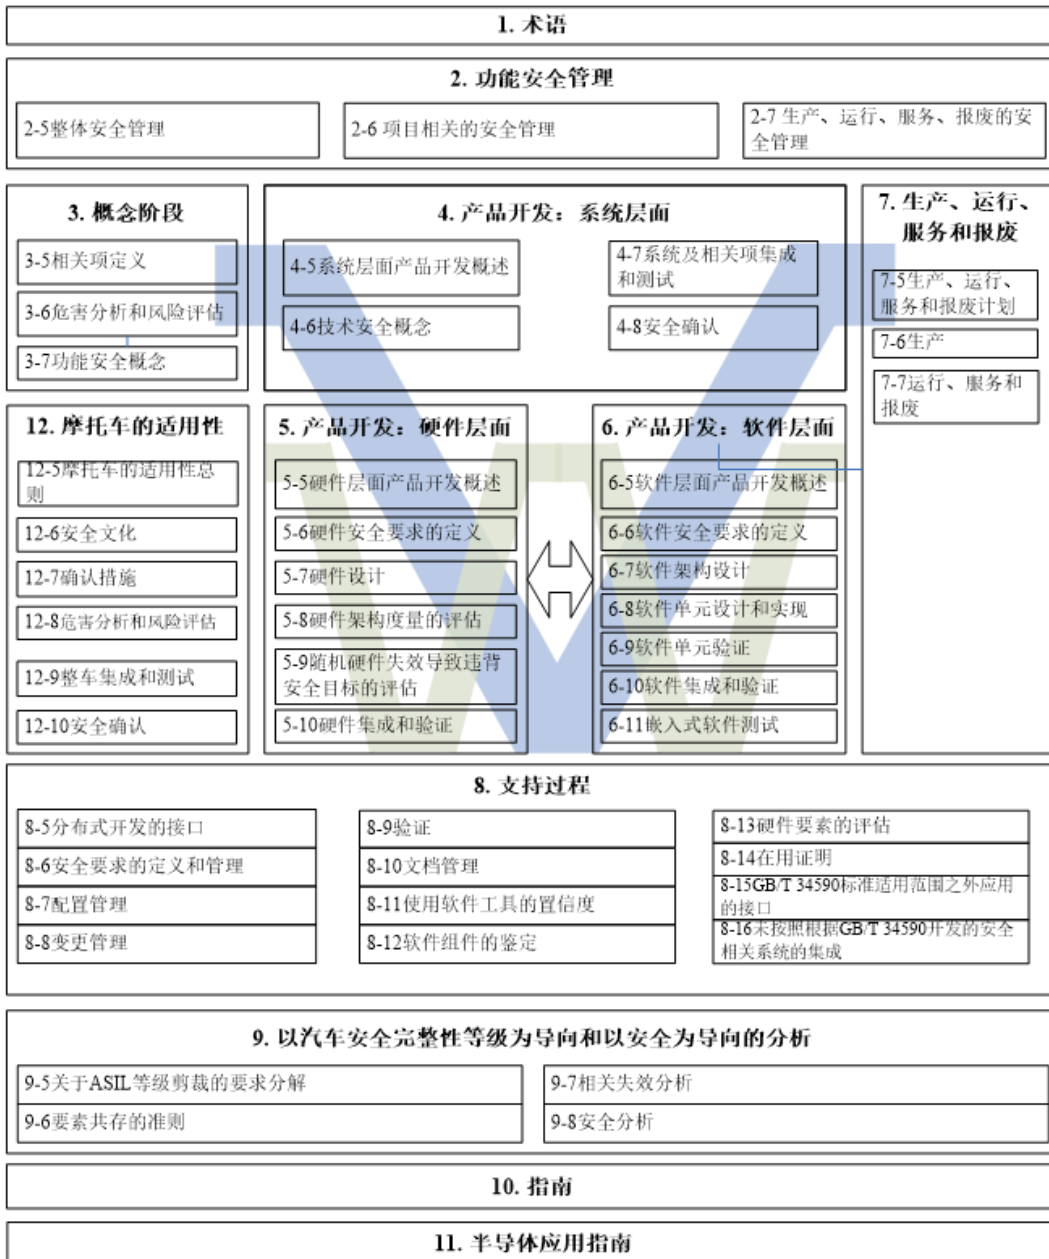 1. 术语
2. 功能安全管理
2-5整体安全管理
2-6 项目相关的安全管理
2-7 生产、运行、服务、报废的安
全管理
3. 概念阶段
3-5相关项定义
3-6危害分析和风险评估
3-7功能安全概念
4. 产品开发：系统层面
4-5系统层面产品开发概述
4-6技术安全概念
4-7系统及相关项集成
和测试
4-8安全确认
7. 生产、运行、
服务和报废
7-5生产、运行、
服务和报废计划
7-6生产
7-7运行、服务和
报废
12. 摩托车的适用性
12-5摩托车的适用性总
则
12-6安全文化
12-7确认措施
12-8危害分析和风险评估
12-9整车集成和测试
12-10安全确认
5. 产品开发：硬件层面
5-5硬件层面产品开发概述
5-6硬件安全要求的定义
5-7硬件设计
5-8硬件架构度量的评估
5-9随机硬件失效导致违背
安全目标的评估
5-10硬件集成和验证
6. 产品开发：软件层面
6-5软件层面产品开发概述
6-6软件安全要求的定义
6-7软件架构设计
6-8软件单元设计和实现
6-9软件单元验证
6-10软件集成和验证
6-11嵌入式软件测试
8. 支持过程
8-5分布式开发的接口
8-6安全要求的定义和管理
8-7配置管理
8-8变更管理
8-9验证
8-10文档管理
8-11使用软件工具的置信度
8-12软件组件的鉴定
8-13硬件要素的评估
8-14在用证明
8-15GB/T 34590标准适用范围之外应用
的接口
8-16未按照根据GB/T 34590开发的安全
相关系统的集成
9. 以汽车安全完整性等级为导向和以安全为导向的分析
9-5关于ASIL等级剪裁的要求分解
9-6要素共存的准则
9-7相关失效分析
9-8安全分析
10. 指南
11. 半导体应用指南